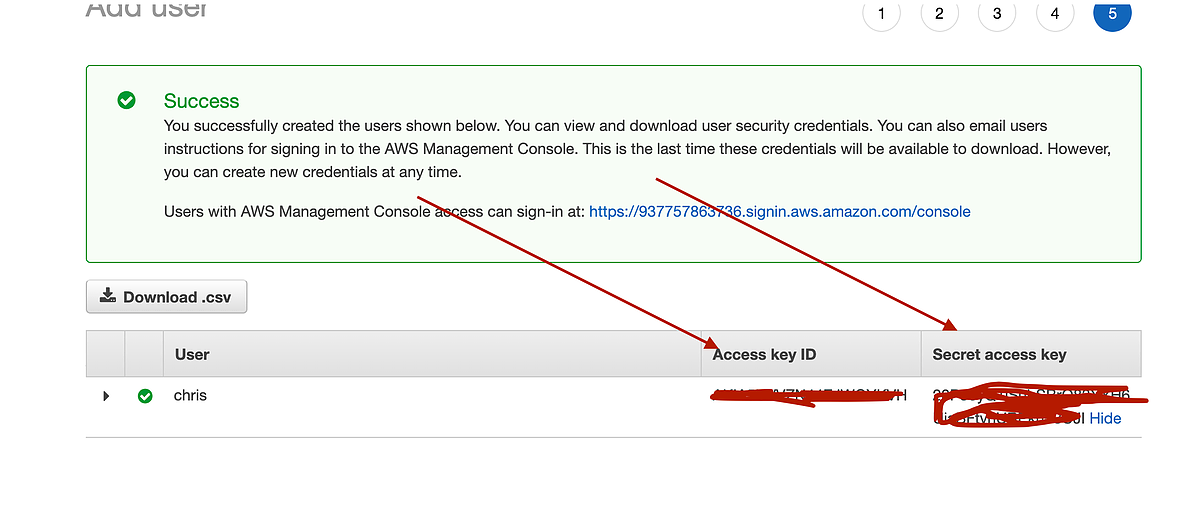 Add user
1 2 3 4 5
Success
You successfully created the users shown below. You can view and download user security credentials. You can also email users
instructions for signing in to the AWS Management Console. This is the last time these credentials will be available to download. However,
you can create new credentials at any time.
Users with AWS Management Console access can sign-in at: https://937757863736.signin.aws.amazon.com/console
Download .csv
User Access key ID Secret access key
chris
Hide